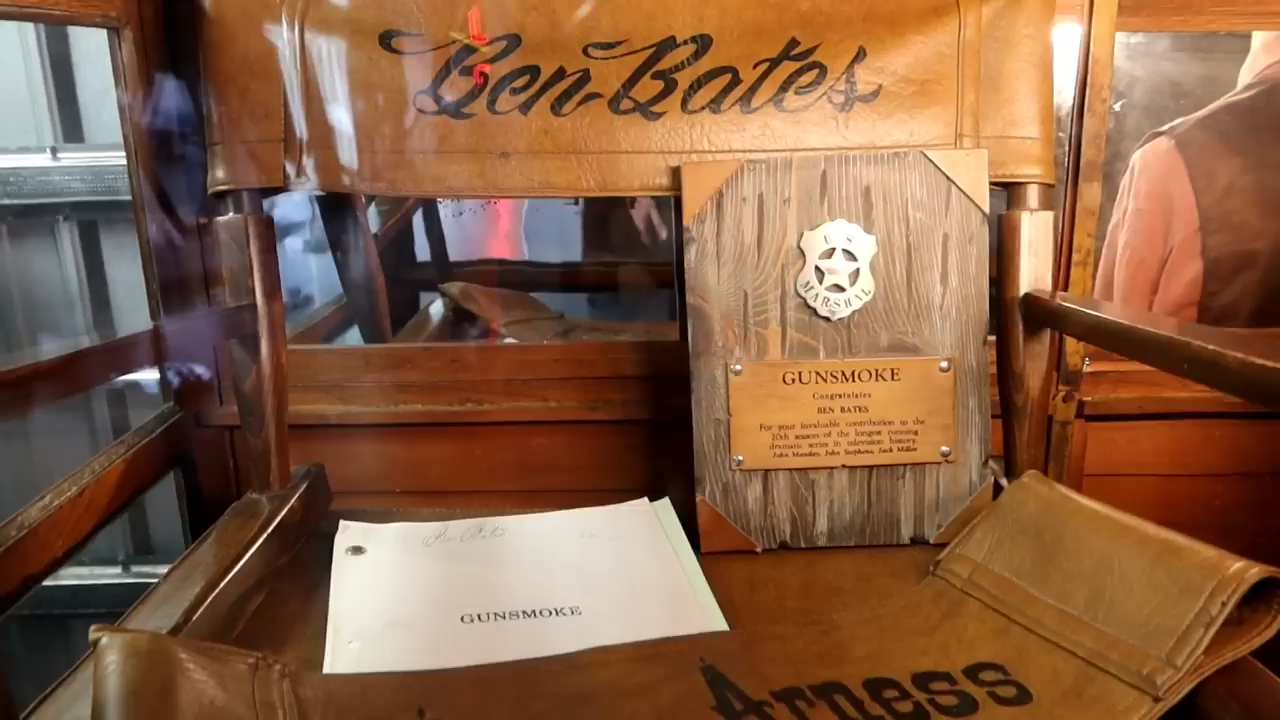 Ben Bates
U S
MARSHAL
GUNSMOKE
Congratulates
BEN BATES
For your invaluable contribution to the
20th season of the longest running
dramatic series in television history.
John Mantley, John Stephens, Jack Miller
Ben Bates
GUNSMOKE
Arness